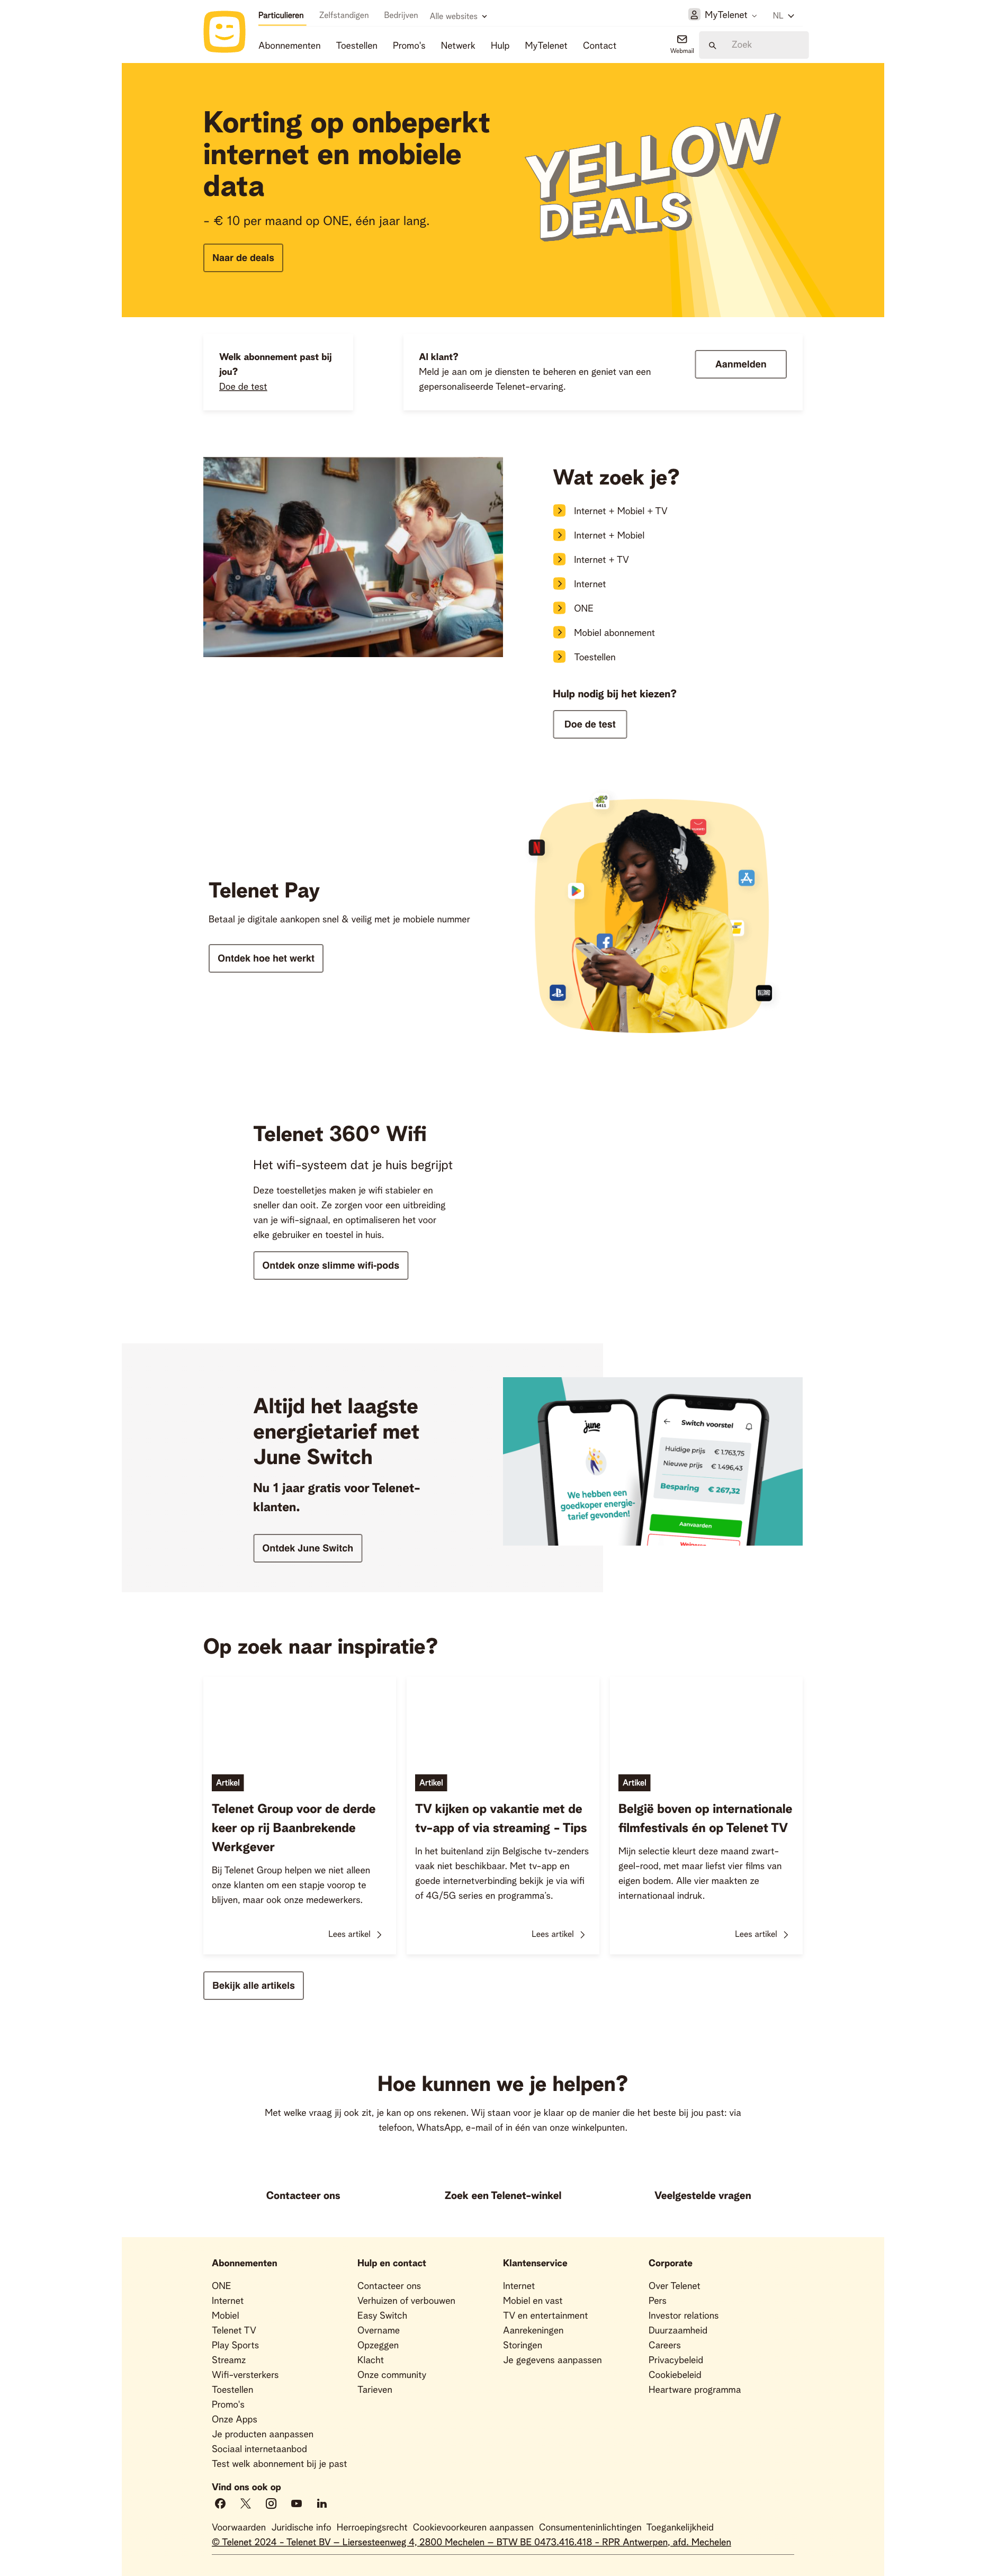 Particulieren Zelfstandigen Bedrijven Alle websites
MyTelenet NL
Abonnementen Toestellen Promo's Netwerk Hulp MyTelenet Contact
Webmail
Zoek
Korting op onbeperkt
internet en mobiele
data
- € 10 per maand op ONE, één jaar lang.
Naar de deals
YELLOW
DEALS
Welk abonnement past bij
jou?
Doe de test
Al klant?
Meld je aan om je diensten te beheren en geniet van een
gepersonaliseerde Telenet-ervaring.
Aanmelden
Wat zoek je?
Internet + Mobiel + TV
Internet + Mobiel
Internet + TV
Internet
ONE
Mobiel abonnement
Toestellen
Hulp nodig bij het kiezen?
Doe de test
Telenet Pay
Betaal je digitale aankopen snel & veilig met je mobiele nummer
Ontdek hoe het werkt
4411
Telenet 360° Wifi
Het wifi-systeem dat je huis begrijpt
Deze toestelletjes maken je wifi stabieler en
sneller dan ooit. Ze zorgen voor een uitbreiding
van je wifi-signaal, en optimaliseren het voor
elke gebruiker en toestel in huis.
Ontdek onze slimme wifi-pods
Altijd het laagste
energietarief met
June Switch
Nu 1 jaar gratis voor Telenet-
klanten.
Ontdek June Switch
june
We hebben een
goedkoper energie-
tarief gevonden!
Switch voorstel
Huidige prijs € 1.763,75
Nieuwe prijs € 1.496,43
Besparing € 267,32
Aanvaarden
Op zoek naar inspiratie?
Artikel
Telenet Group voor de derde
keer op rij Baanbrekende
Werkgever
Bij Telenet Group helpen we niet alleen
onze klanten om een stapje voorop te
blijven, maar ook onze medewerkers.
Lees artikel
Artikel
TV kijken op vakantie met de
tv-app of via streaming - Tips
In het buitenland zijn Belgische tv-zenders
vaak niet beschikbaar. Met tv-app en
goede internetverbinding bekijk je via wifi
of 4G/5G series en programma's.
Lees artikel
Artikel
België boven op internationale
filmfestivals én op Telenet TV
Mijn selectie kleurt deze maand zwart-
geel-rood, met maar liefst vier films van
eigen bodem. Alle vier maakten ze
internationaal indruk.
Lees artikel
Bekijk alle artikels
Hoe kunnen we je helpen?
Met welke vraag jij ook zit, je kan op ons rekenen. Wij staan voor je klaar op de manier die het beste bij jou past: via
telefoon, WhatsApp, e-mail of in één van onze winkelpunten.
Contacteer ons
Zoek een Telenet-winkel
Veelgestelde vragen
Abonnementen
ONE
Internet
Mobiel
Telenet TV
Play Sports
Streamz
Wifi-versterkers
Toestellen
Promo's
Onze Apps
Je producten aanpassen
Sociaal internetaanbod
Test welk abonnement bij je past
Hulp en contact
Contacteer ons
Verhuizen of verbouwen
Easy Switch
Overname
Opzeggen
Klacht
Onze community
Tarieven
Klantenservice
Internet
Mobiel en vast
TV en entertainment
Aanrekeningen
Storingen
Je gegevens aanpassen
Corporate
Over Telenet
Pers
Investor relations
Duurzaamheid
Careers
Privacybeleid
Cookiebeleid
Heartware programma
Vind ons ook op
Voorwaarden Juridische info Herroepingsrecht Cookievoorkeuren aanpassen Consumenteninlichtingen Toegankelijkheid
© Telenet 2024 - Telenet BV – Liersesteenweg 4, 2800 Mechelen – BTW BE 0473.416.418 - RPR Antwerpen, afd. Mechelen